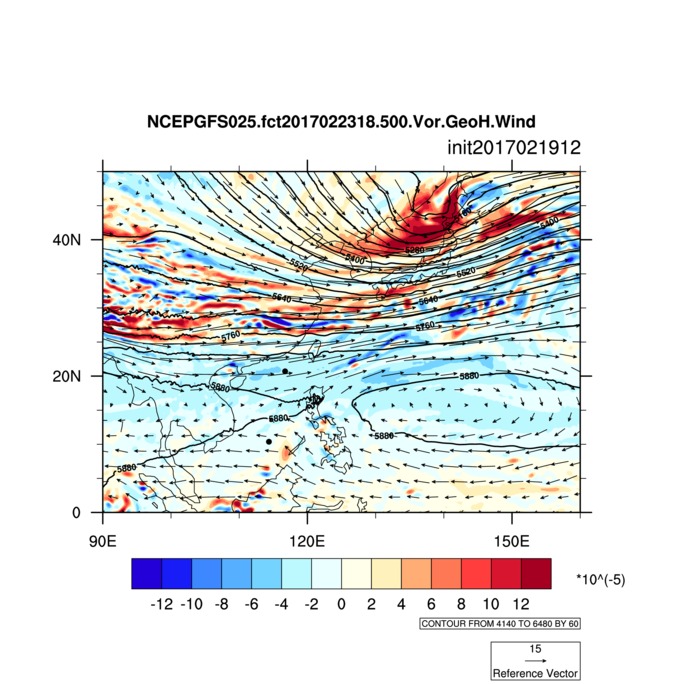 NCEPGFS025.fct2017022318.500.Vor.GeoH.Wind
init2017021912
40N
20N
0
5400
5280
5400
5520
5520
5640
5640
5760
5760
5880
5880
5880
5880
5880
90E 120E 150E
-12 -10 -8 -6 -4 -2 0 2 4 6 8 10 12
*10^(-5)
CONTOUR FROM 4140 TO 6480 BY 60
15
Reference Vector